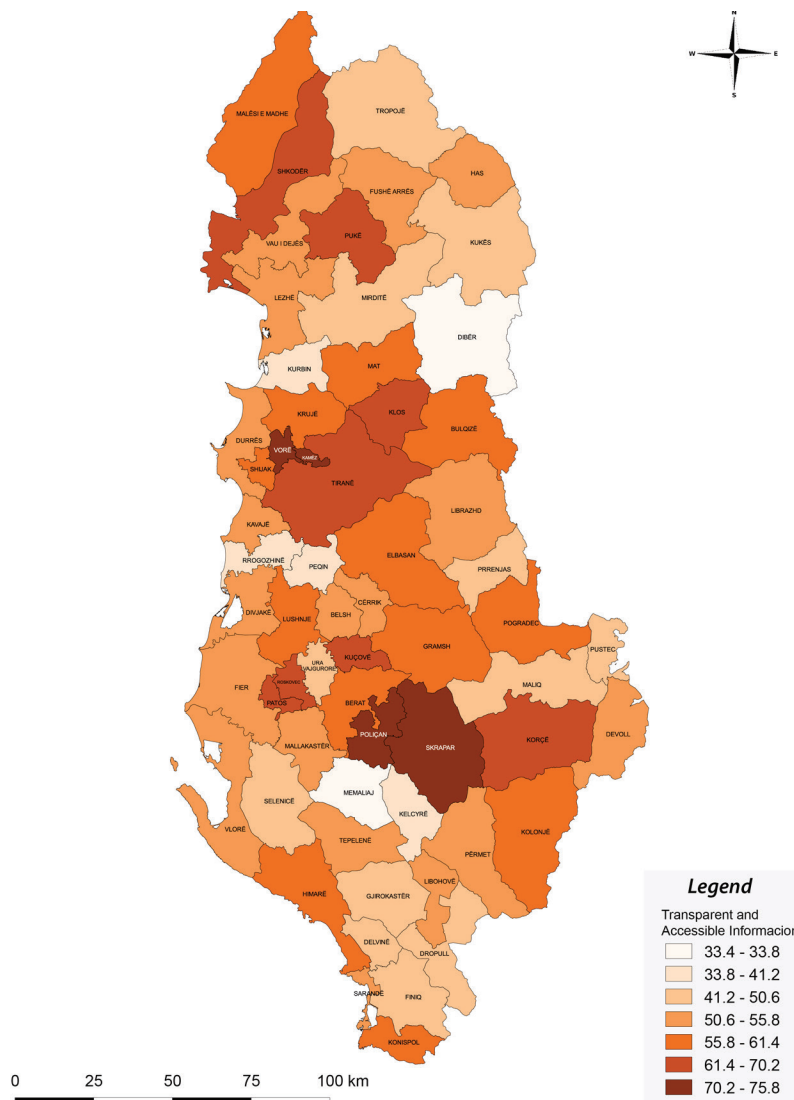 N
W E
S
MALËSI E MADHE
TROPOJË
SHKODËR
HAS
FUSHË ARRËS
PUKË
VAU I DEJËS
KUKËS
LEZHË
MIRDITË
DIBËR
KURBIN
MAT
KLOS
KRUJË
BULQIZË
DURRËS
VORË
KAMËZ
SHIJAK
TIRANË
LIBRAZHD
KAVAJË
ELBASAN
RROGOZHINË
PEQIN
PRRENJAS
CËRRIK
DIVJAKË
LUSHNJE
BELSH
POGRADEC
GRAMSH
PUSTEC
KUÇOVË
URA
VAJGURORE
MALIQ
ROSKOVEC
FIER
PATOS
BERAT
POLIÇAN
SKRAPAR
KORÇË
DEVOLL
MALLAKASTËR
MEMALIAJ
SELENICË
KELCYRË
VLORË
KOLONJË
TEPELENË
PËRMET
LIBOHOVË
HIMARË
GJIROKASTËR
DELVINË
DROPULL
SARANDË
FINIQ
KONISPOL
Legend
Transparent and
Accessible Informacion
33.4 - 33.8
33.8 - 41.2
41.2 - 50.6
50.6 - 55.8
55.8 - 61.4
61.4 - 70.2
70.2 - 75.8
0 25 50 75 100 km